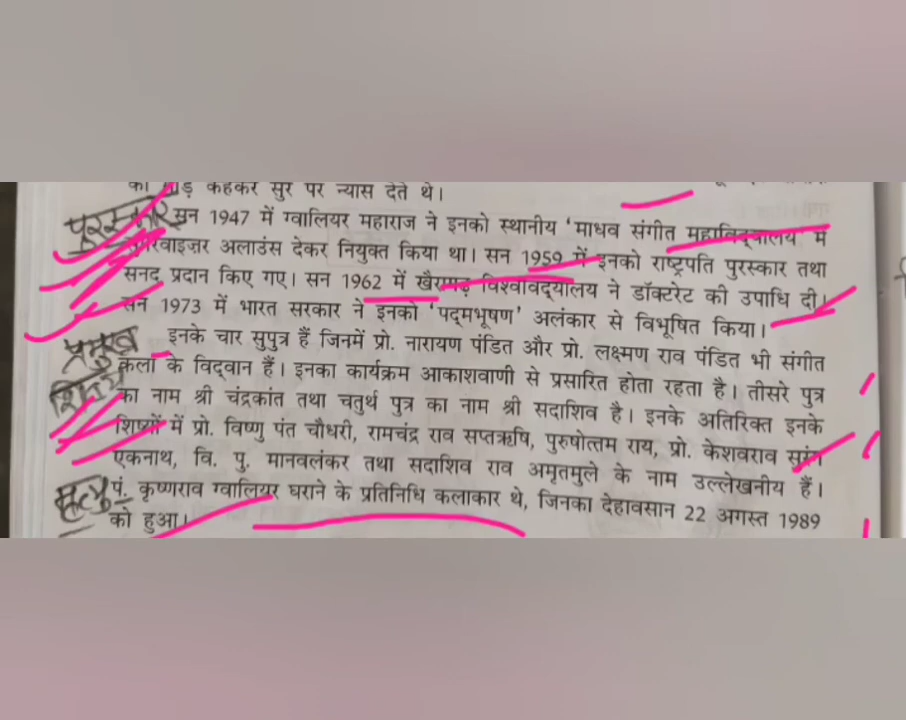 को मोड़ कहकर सुर पर न्यास देते थे।
पुरस्कार
सन 1947 में ग्वालियर महाराज ने इनको स्थानीय 'माधव संगीत महाविद्यालय में
सुपरवाइज़र अलाउंस देकर नियुक्त किया था। सन 1959 में इनको राष्ट्रपति पुरस्कार तथा
सनद प्रदान किए गए। सन 1962 में खैरागढ़ विश्वविद्यालय ने डॉक्टरेट की उपाधि दी।
सन 1973 में भारत सरकार ने इनको 'पद्मभूषण' अलंकार से विभूषित किया।
प्रमुख
शिष्य
इनके चार सुपुत्र हैं जिनमें प्रो. नारायण पंडित और प्रो. लक्ष्मण राव पंडित भी संगीत
कला के विद्वान हैं। इनका कार्यक्रम आकाशवाणी से प्रसारित होता रहता है। तीसरे पुत्र
का नाम श्री चंद्रकांत तथा चतुर्थ पुत्र का नाम श्री सदाशिव है। इनके अतिरिक्त इनके
शिष्यों में प्रो. विष्णु पंत चौधरी, रामचंद्र राव सप्तऋषि, पुरुषोत्तम राय, प्रो. केशवराव
एकनाथ, वि. पु. मानवलंकर तथा सदाशिव राव अमृतमुले के नाम उल्लेखनीय हैं।
मृत्यु
पं. कृष्णराव ग्वालियर घराने के प्रतिनिधि कलाकार थे, जिनका देहावसान 22 अगस्त 1989
को हुआ।